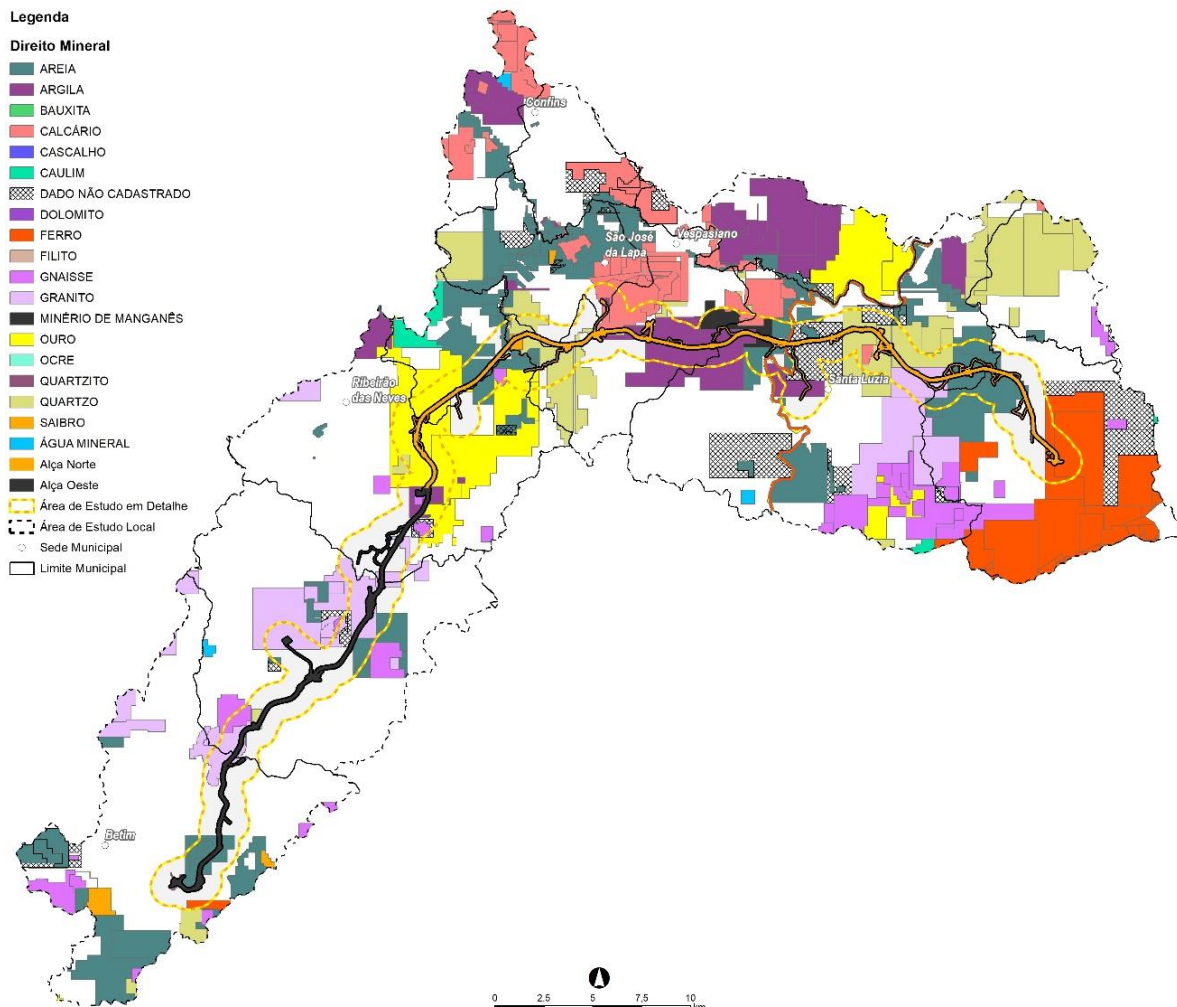 Legenda
Direito Mineral
AREIA
ARGILA
BAUXITA
CALCÁRIO
CASCALHO
CAULIM
DADO NÃO CADASTRADO
DOLOMITO
FERRO
FILITO
GNAISSE
GRANITO
MINÉRIO DE MANGANÊS
OURO
OCRE
QUARTZITO
QUARTZO
SAIBRO
ÁGUA MINERAL
Alça Norte
Alça Oeste
Área de Estudo em Detalhe
Área de Estudo Local
Sede Municipal
Limite Municipal
Confins
São José
da Lapa
Vespasiano
Ribeirão
das Neves
Santa Luzia
Betim
0 2,5 5 7,5 10
km